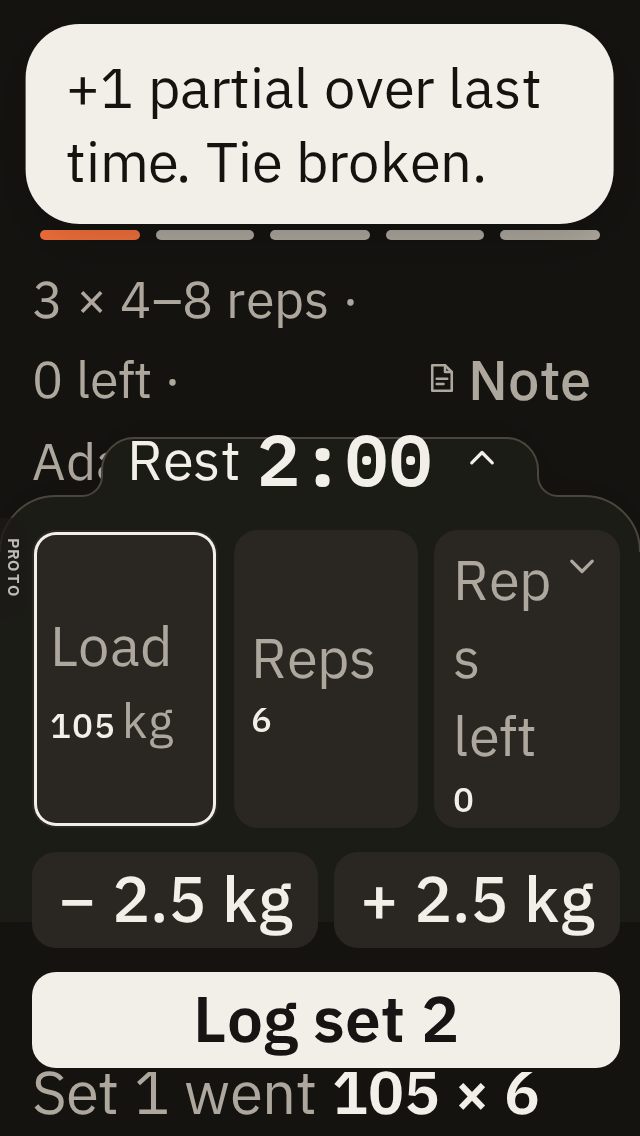 +1 partial over last
time. Tie broken.
3 × 4–8 reps ·
0 left ·
Note
Rest 2:00
PROTO
Load
105 kg
Reps
6
Rep
s
left
0
– 2.5 kg
+ 2.5 kg
Log set 2
Set 1 went 105 × 6